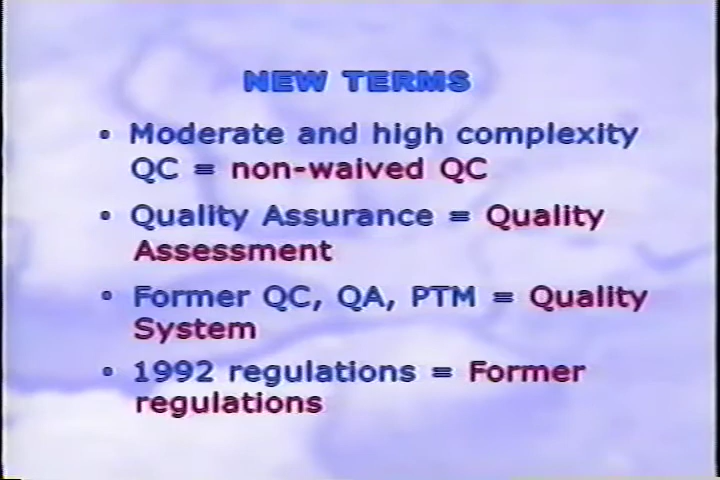 NEW TERMS
• Moderate and high complexity
QC = non-waived QC
• Quality Assurance = Quality
Assessment
• Former QC, QA, PTM = Quality
System
• 1992 regulations = Former
regulations